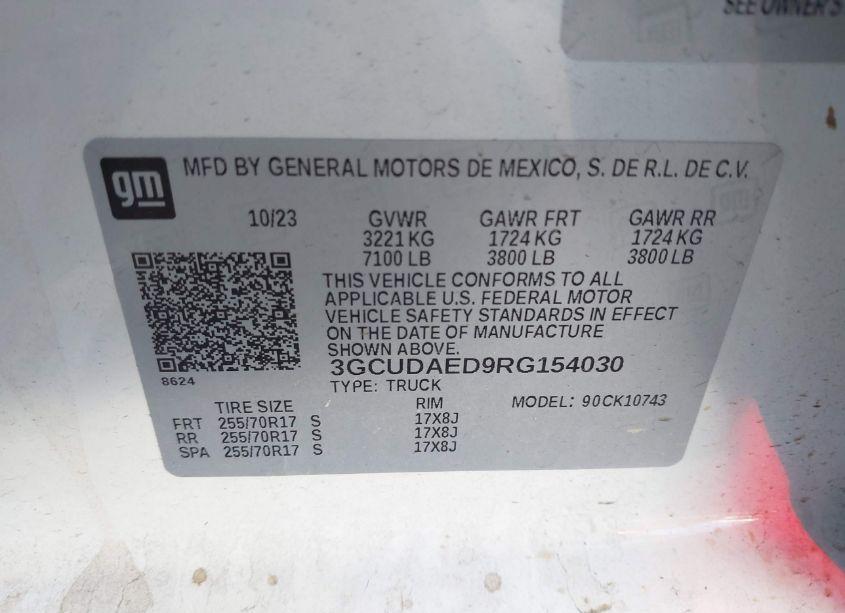 SEE OWNER'S
gm
MFD BY GENERAL MOTORS DE MEXICO, S. DE R.L. DE C.V.
10/23 GVWR GAWR FRT GAWR RR
3221 KG 1724 KG 1724 KG
7100 LB 3800 LB 3800 LB
THIS VEHICLE CONFORMS TO ALL
APPLICABLE U.S. FEDERAL MOTOR
VEHICLE SAFETY STANDARDS IN EFFECT
ON THE DATE OF MANUFACTURE
SHOWN ABOVE.
3GCUDAED9RG154030
8624
TYPE: TRUCK
TIRE SIZE RIM MODEL: 90CK10743
FRT 255/70R17 S 17X8J
RR 255/70R17 S 17X8J
SPA 255/70R17 S 17X8J